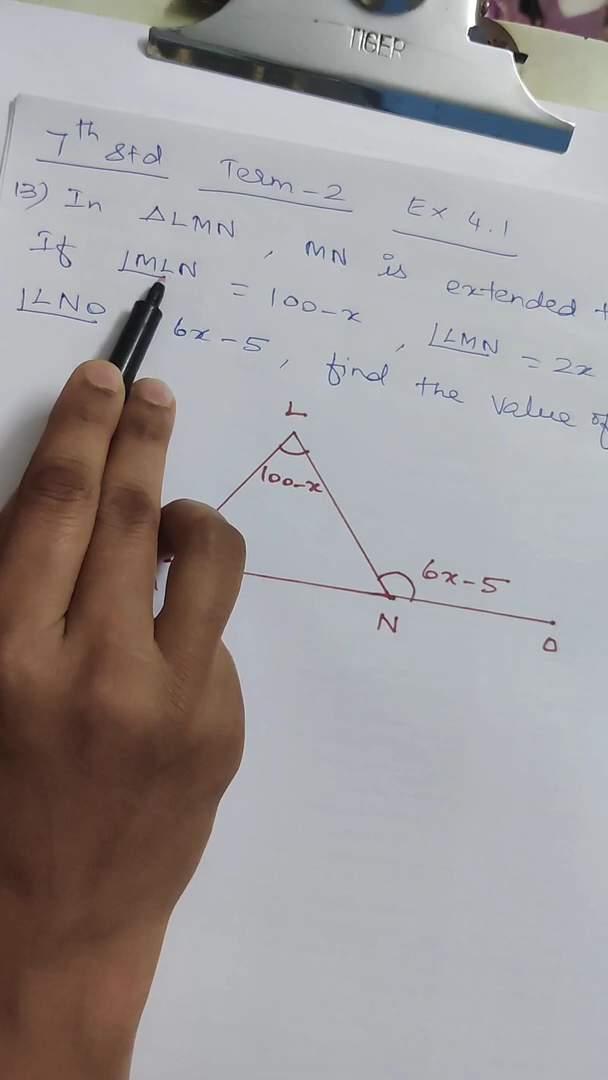 TIGER
7th Std Term-2 Ex 4.1
13) In ΔLMN, MN is extended
If ∠MLN = 100-x, ∠LMN = 2x
∠LNO 6x-5, find the value of
L
100-x
6x-5
N
O